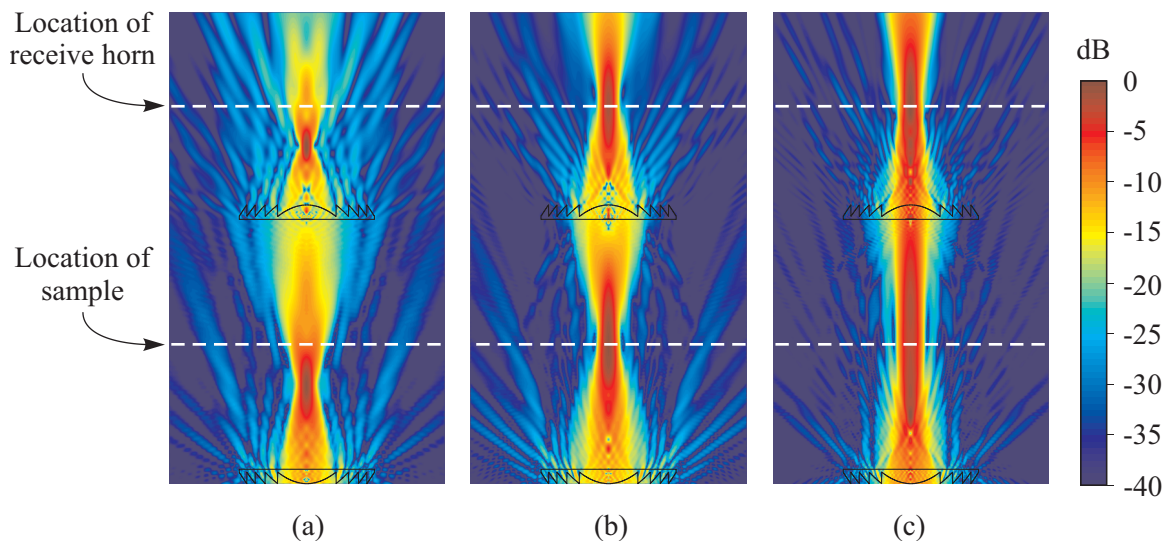 Location of
receive horn
Location of
sample
dB
0
-5
-10
-15
-20
-25
-30
-35
-40
(a)
(b)
(c)